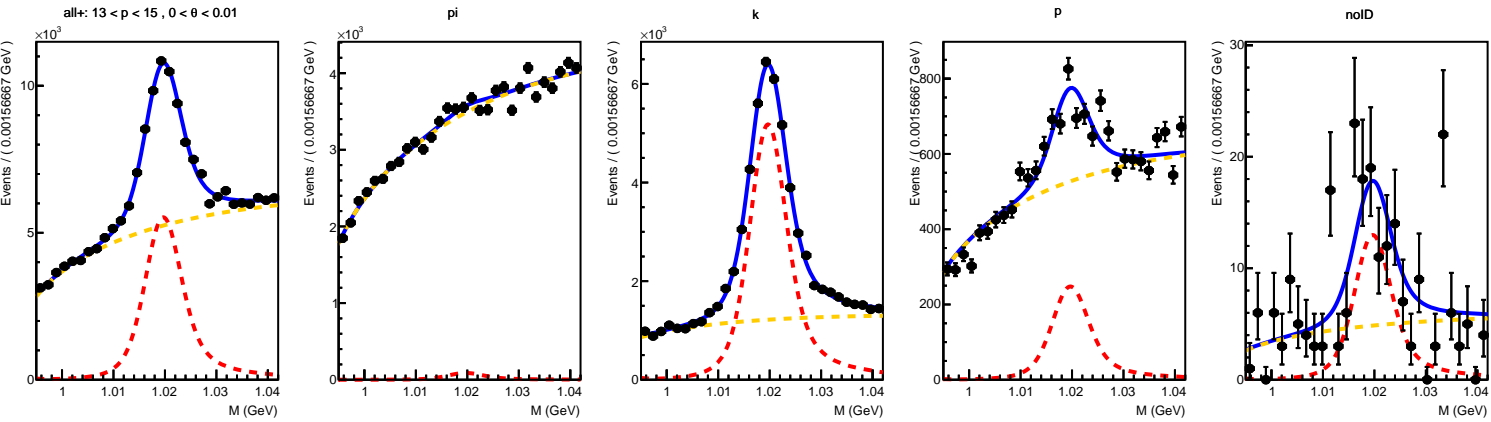 all+: 13 < p < 15 , 0 < θ < 0.01
×10³
Events / ( 0.00156667 GeV )
10
5
0
1 1.01 1.02 1.03 1.04
M (GeV)
pi
×10³
Events / ( 0.00156667 GeV )
4
3
2
1
0
1 1.01 1.02 1.03 1.04
M (GeV)
k
×10³
Events / ( 0.00156667 GeV )
6
4
2
0
1 1.01 1.02 1.03 1.04
M (GeV)
p
Events / ( 0.00156667 GeV )
800
600
400
200
0
1 1.01 1.02 1.03 1.04
M (GeV)
noID
Events / ( 0.00156667 GeV )
30
20
10
0
1 1.01 1.02 1.03 1.04
M (GeV)